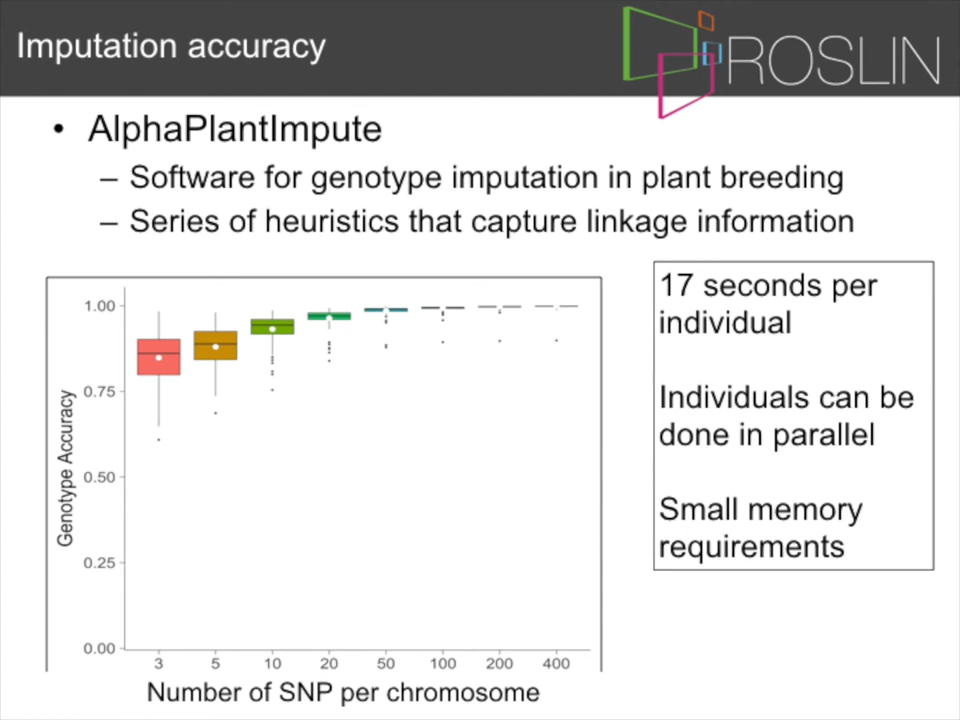 Imputation accuracy
ROSLIN
• AlphaPlantImpute
– Software for genotype imputation in plant breeding
– Series of heuristics that capture linkage information
Genotype Accuracy
1.00
0.75
0.50
0.25
0.00
3 5 10 20 50 100 200 400
Number of SNP per chromosome
17 seconds per
individual
Individuals can be
done in parallel
Small memory
requirements